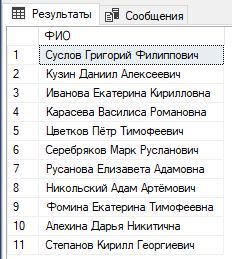 Результаты Сообщения
ФИО
1 Суслов Григорий Филиппович
2 Кузин Даниил Алексеевич
3 Иванова Екатерина Кирилловна
4 Карасева Василиса Романовна
5 Цветков Пётр Тимофеевич
6 Серебряков Марк Русланович
7 Русанова Елизавета Адамовна
8 Никольский Адам Артёмович
9 Фомина Екатерина Тимофеевна
10 Алехина Дарья Никитична
11 Степанов Кирилл Георгиевич